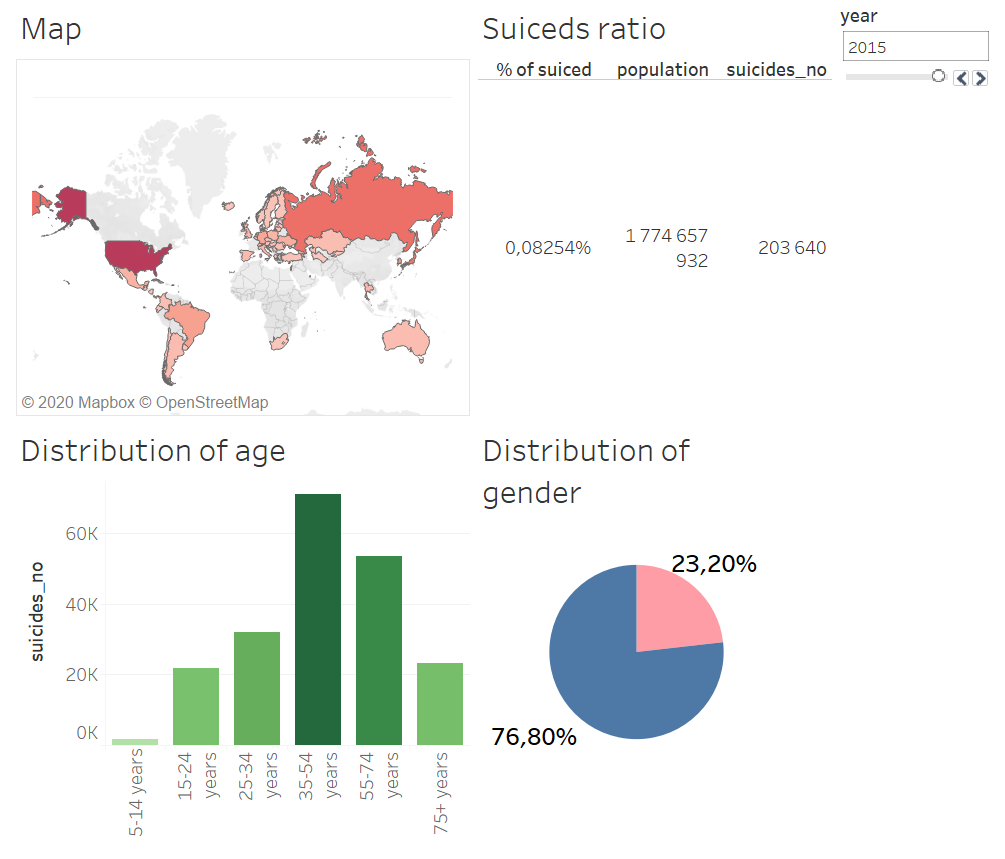 Map
© 2020 Mapbox © OpenStreetMap
Suiceds ratio
% of suiced population suicides_no
0,08254% 1 774 657 932 203 640
year
2015
Distribution of age
suicides_no
60K
40K
20K
0K
5-14 years
15-24 years
25-34 years
35-54 years
55-74 years
75+ years
Distribution of
gender
23,20%
76,80%